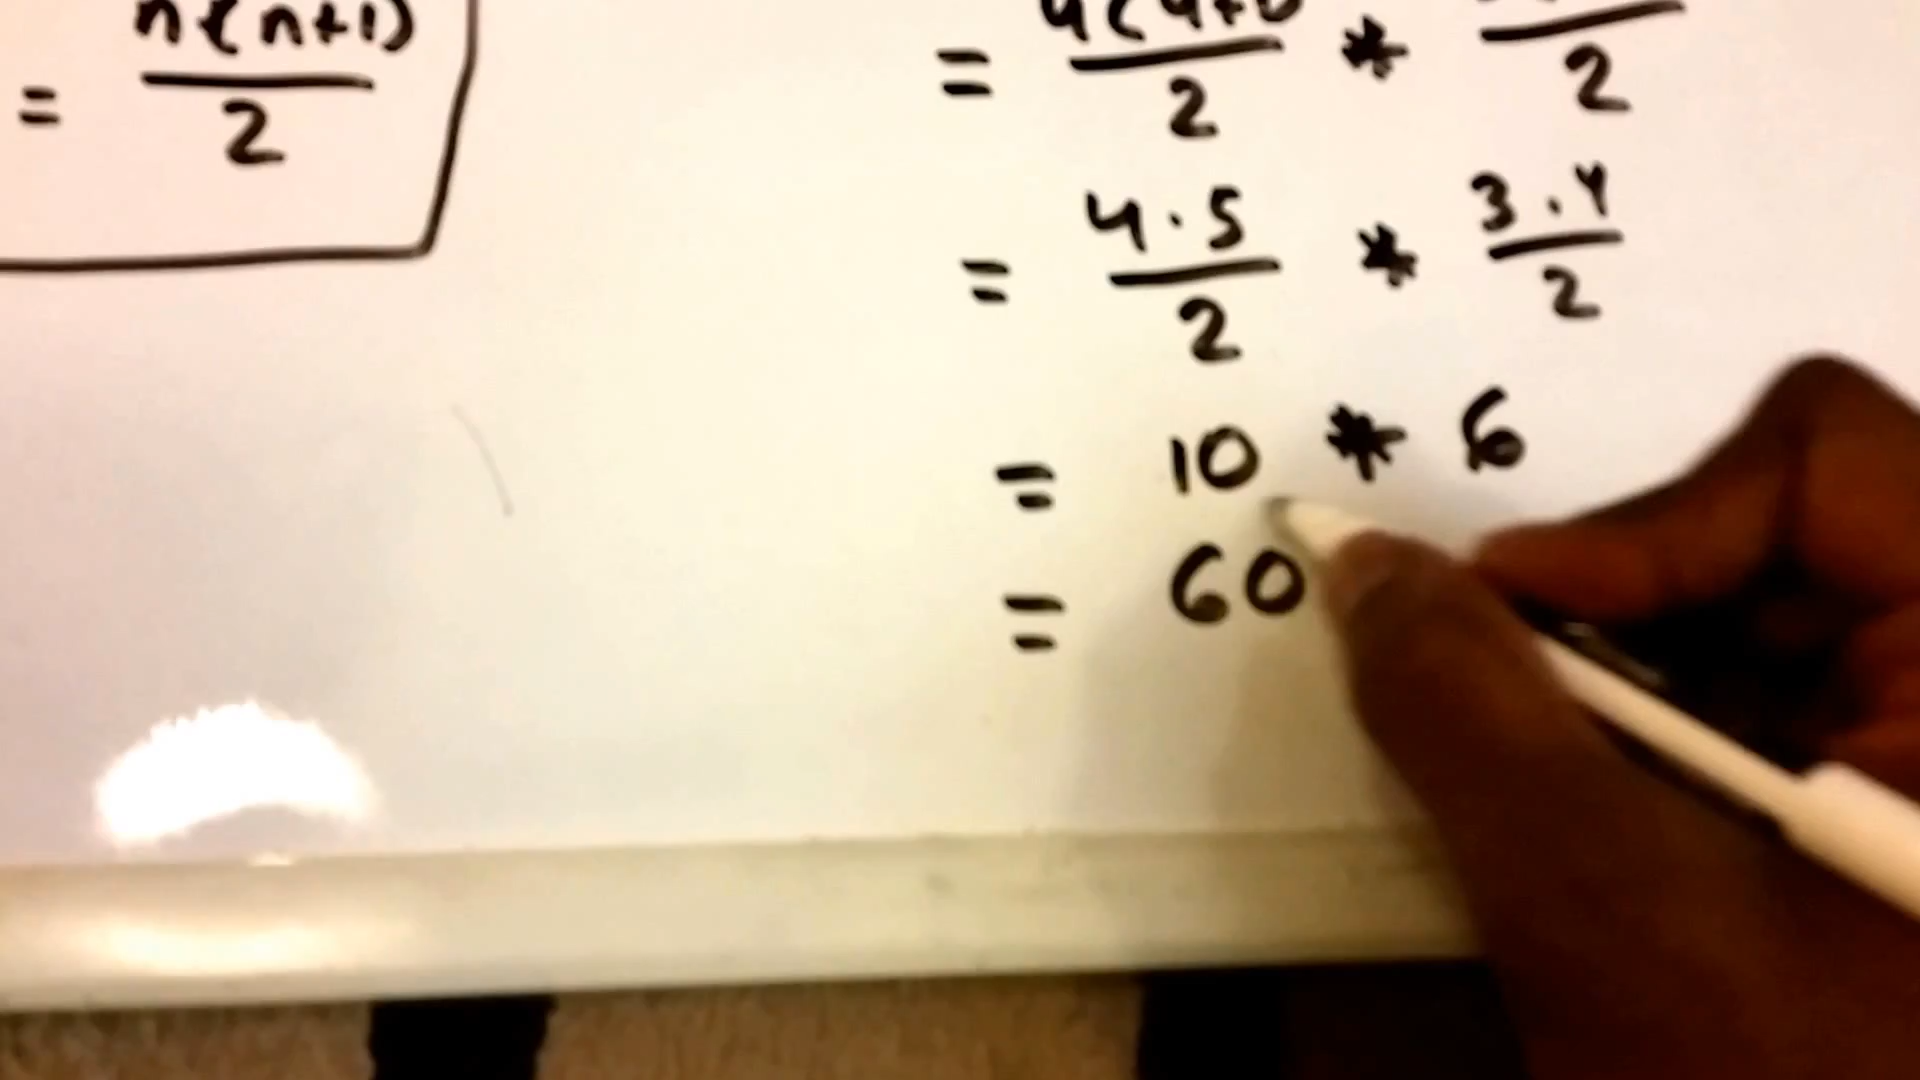 = n(n+1)/2
= 4(4+1)/2 * /2
= 4·5/2 * 3·4/2
= 10 * 6
= 60